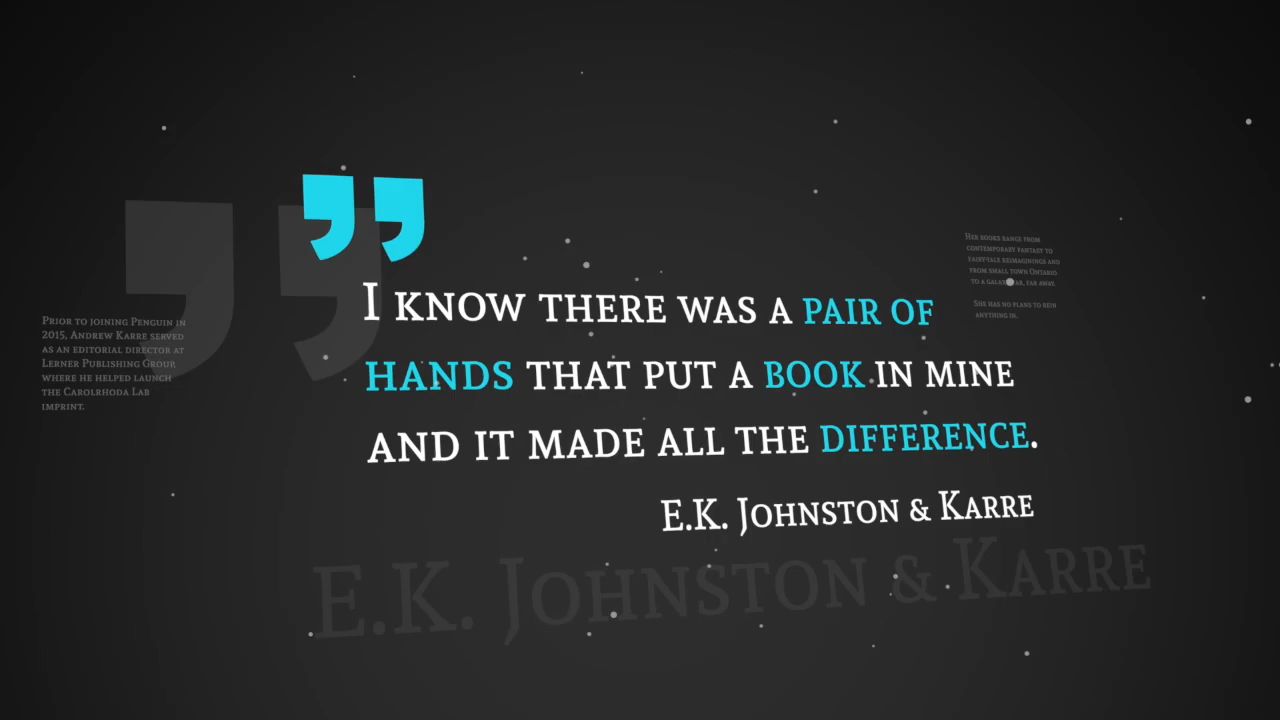 I know there was a pair of
hands that put a book in mine
and it made all the difference.
E.K. Johnston & Karre
E.K. Johnston & Karre
Prior to joining Penguin in
2015, Andrew Karre served
as an editorial director at
Lerner Publishing Group,
where he helped launch
the Carolrhoda Lab
imprint.
Her books range from
contemporary fantasy to
fairy-tale reimaginings and
from small town Ontario
to a galaxy far, far away.
She has no plans to rein
anything in.